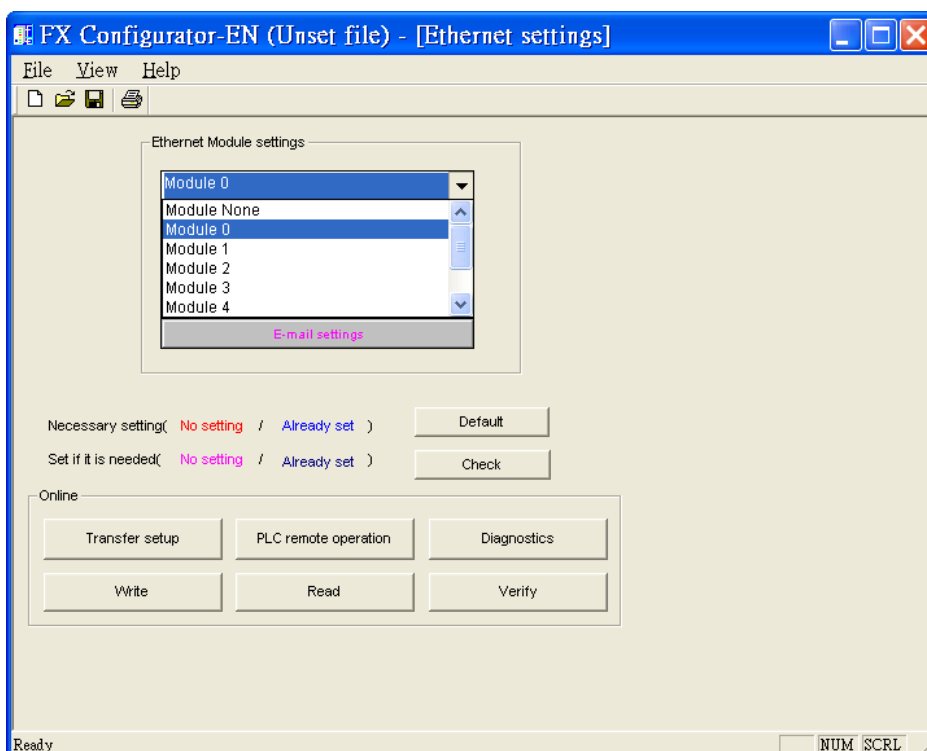 FX Configurator-EN (Unset file) - [Ethernet settings]
File View Help
Ethernet Module settings
Module 0
Module None
Module 0
Module 1
Module 2
Module 3
Module 4
E-mail settings
Necessary setting( No setting / Already set )
Default
Set if it is needed( No setting / Already set )
Check
Online
Transfer setup PLC remote operation Diagnostics
Write Read Verify
Ready NUM SCRL